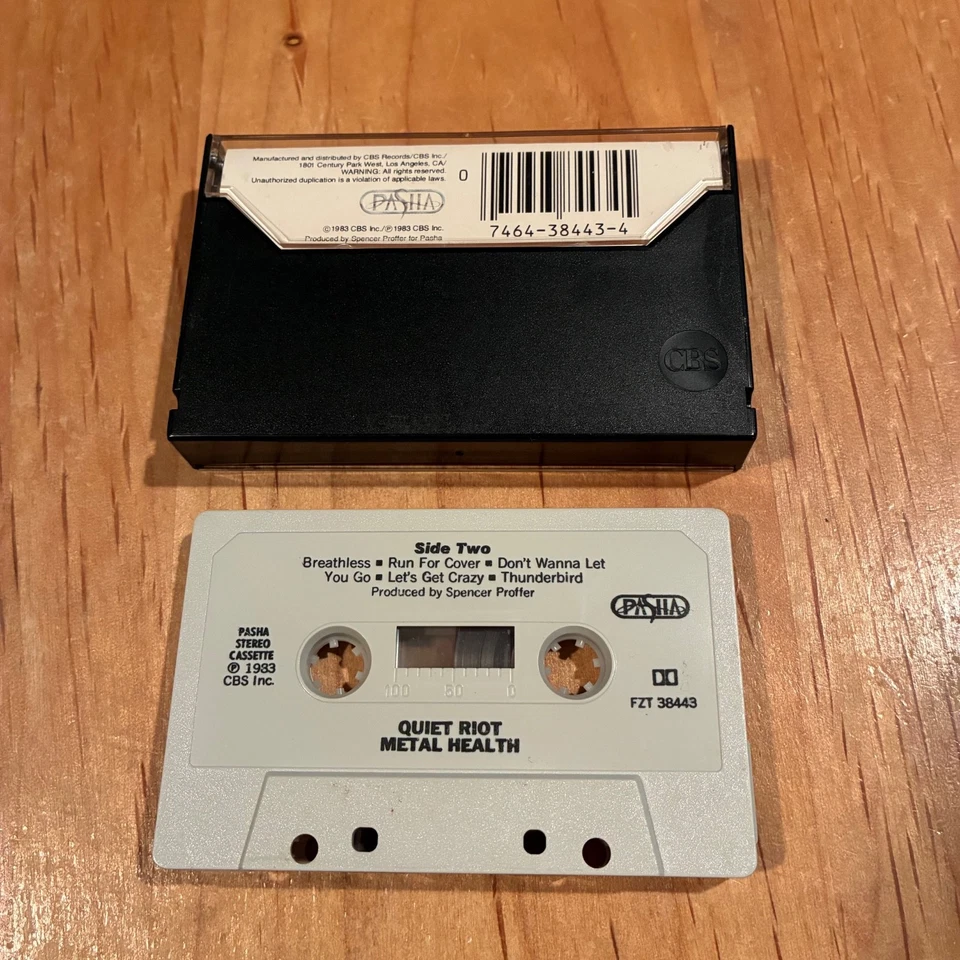 Manufactured and distributed by CBS Records/CBS Inc./
1801 Century Park West, Los Angeles, CA/
WARNING: All rights reserved.
Unauthorized duplication is a violation of applicable laws.
PASHA
©1983 CBS Inc./℗1983 CBS Inc.
Produced by Spencer Proffer for Pasha
0
7464-38443-4
CBS
Side Two
Breathless ■ Run For Cover ■ Don't Wanna Let
You Go ■ Let's Get Crazy ■ Thunderbird
Produced by Spencer Proffer
PASHA
PASHA
STEREO
CASSETTE
℗ 1983
CBS Inc.
100 50 0
FZT 38443
QUIET RIOT
METAL HEALTH